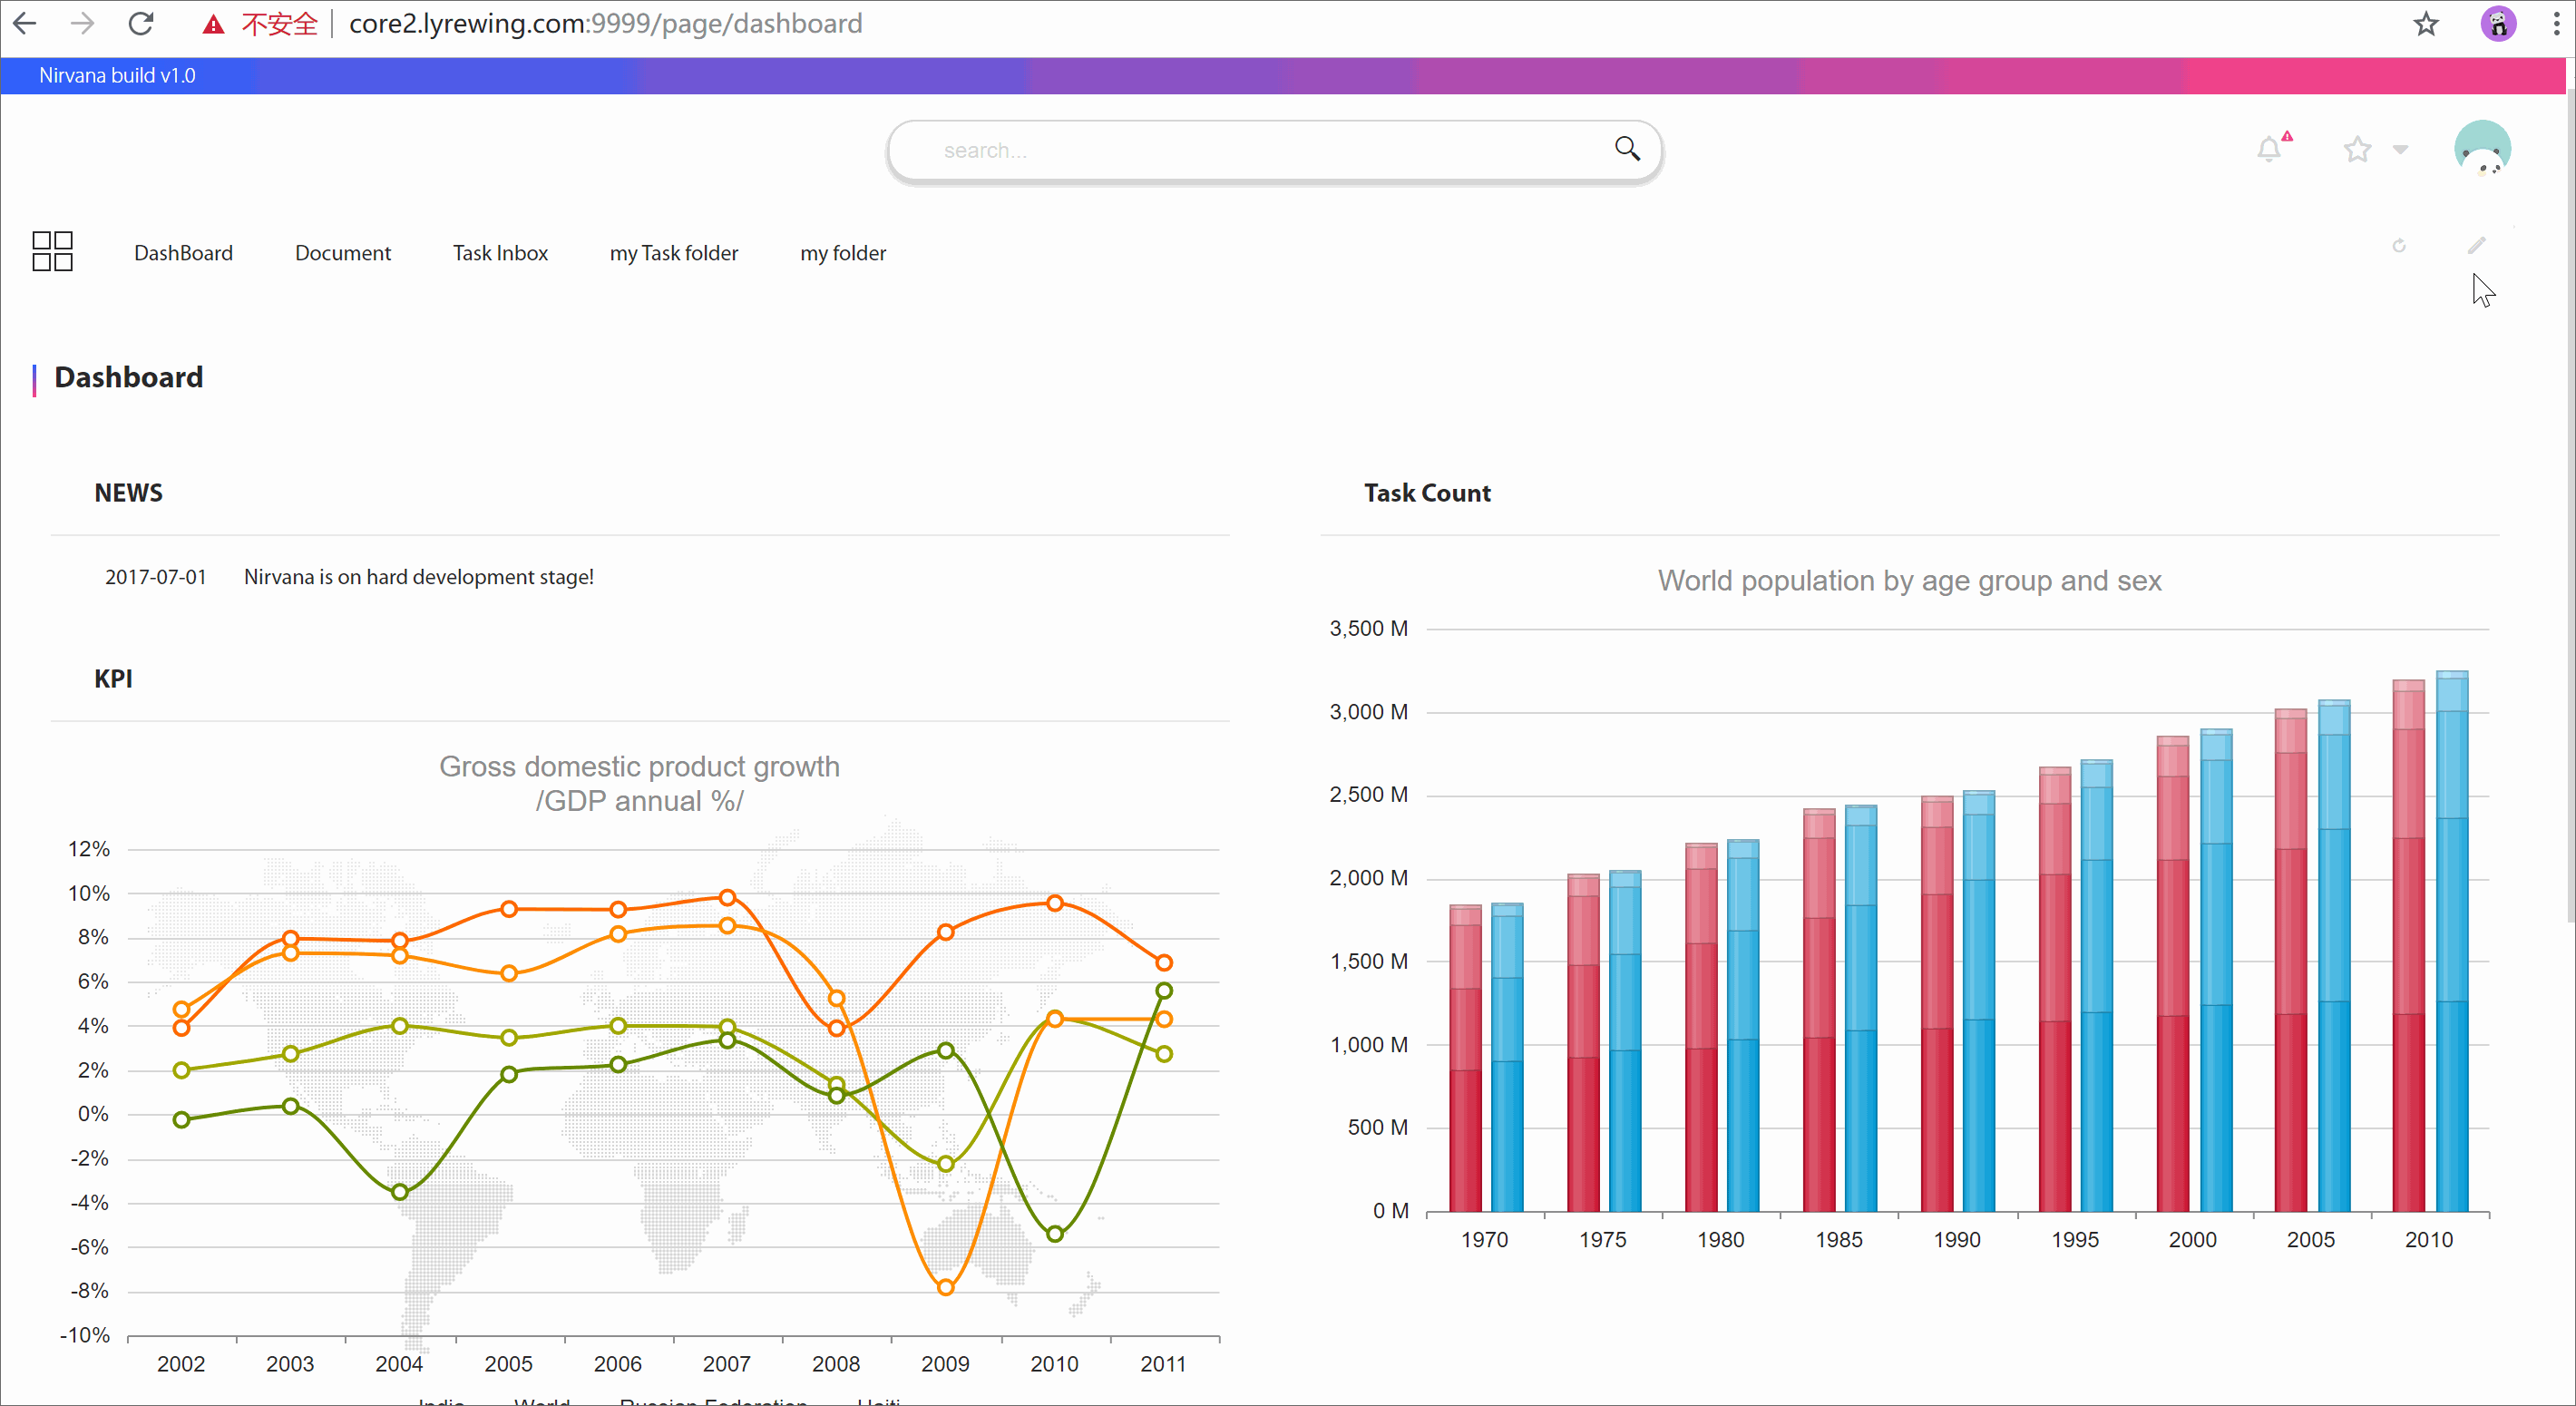 不安全 core2.lyrewing.com:9999/page/dashboard
Nirvana build v1.0
search...
DashBoard Document Task Inbox my Task folder my folder
Dashboard
NEWS
2017-07-01 Nirvana is on hard development stage!
KPI
Gross domestic product growth
/GDP annual %/
12%
10%
8%
6%
4%
2%
0%
-2%
-4%
-6%
-8%
-10%
2002 2003 2004 2005 2006 2007 2008 2009 2010 2011
India World Russian Federation Haiti
Task Count
World population by age group and sex
3,500 M
3,000 M
2,500 M
2,000 M
1,500 M
1,000 M
500 M
0 M
1970 1975 1980 1985 1990 1995 2000 2005 2010